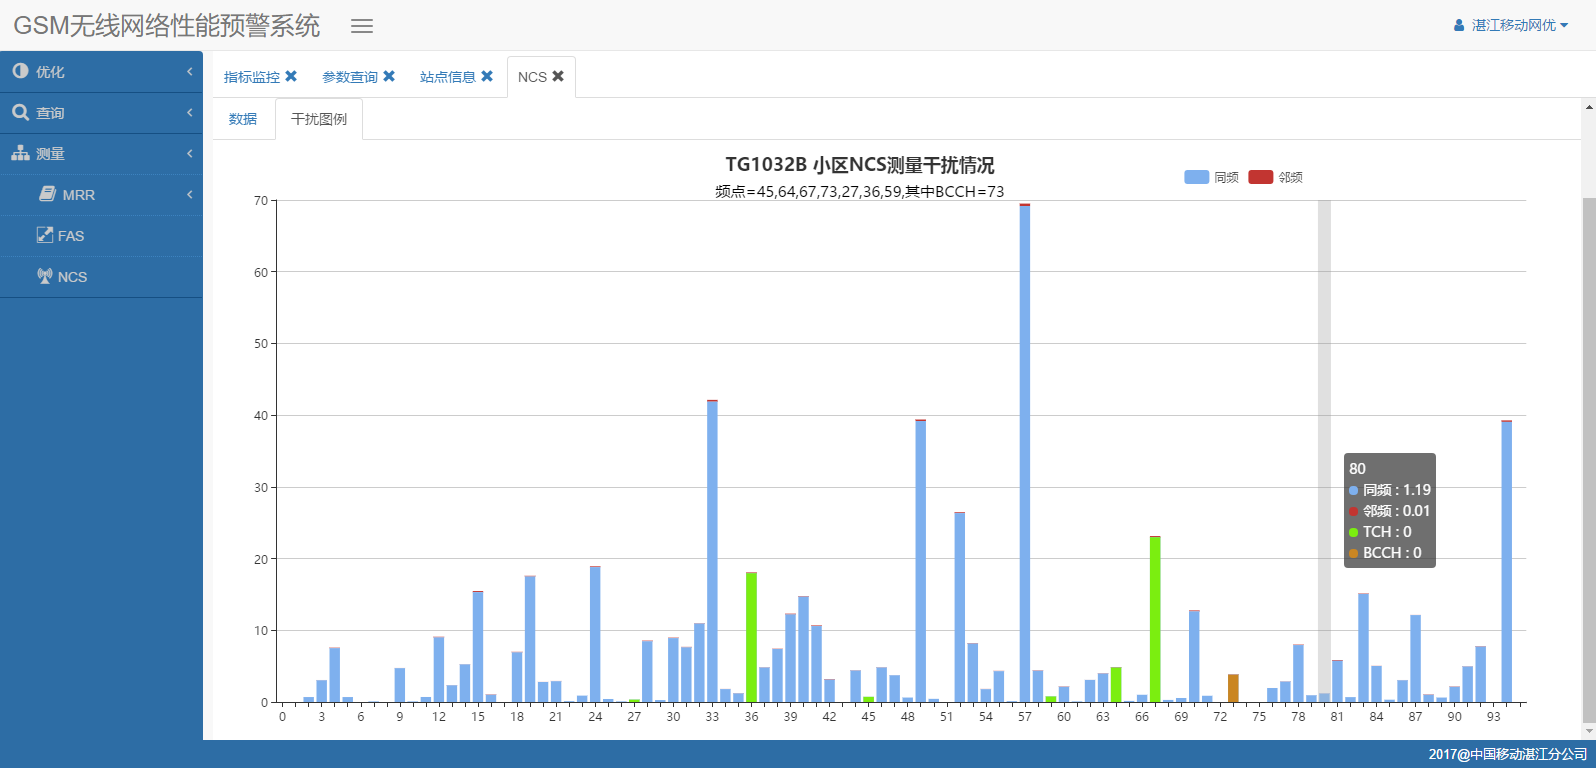 GSM无线网络性能预警系统
湛江移动网优
优化
查询
测量
MRR
FAS
NCS
指标监控 参数查询 站点信息 NCS
数据 干扰图例
TG1032B 小区NCS测量干扰情况
频点=45,64,67,73,27,36,59,其中BCCH=73
同频 邻频
70
60
50
40
30
20
10
0
80
同频 : 1.19
邻频 : 0.01
TCH : 0
BCCH : 0
0 3 6 9 12 15 18 21 24 27 30 33 36 39 42 45 48 51 54 57 60 63 66 69 72 75 78 81 84 87 90 93
2017@中国移动湛江分公司